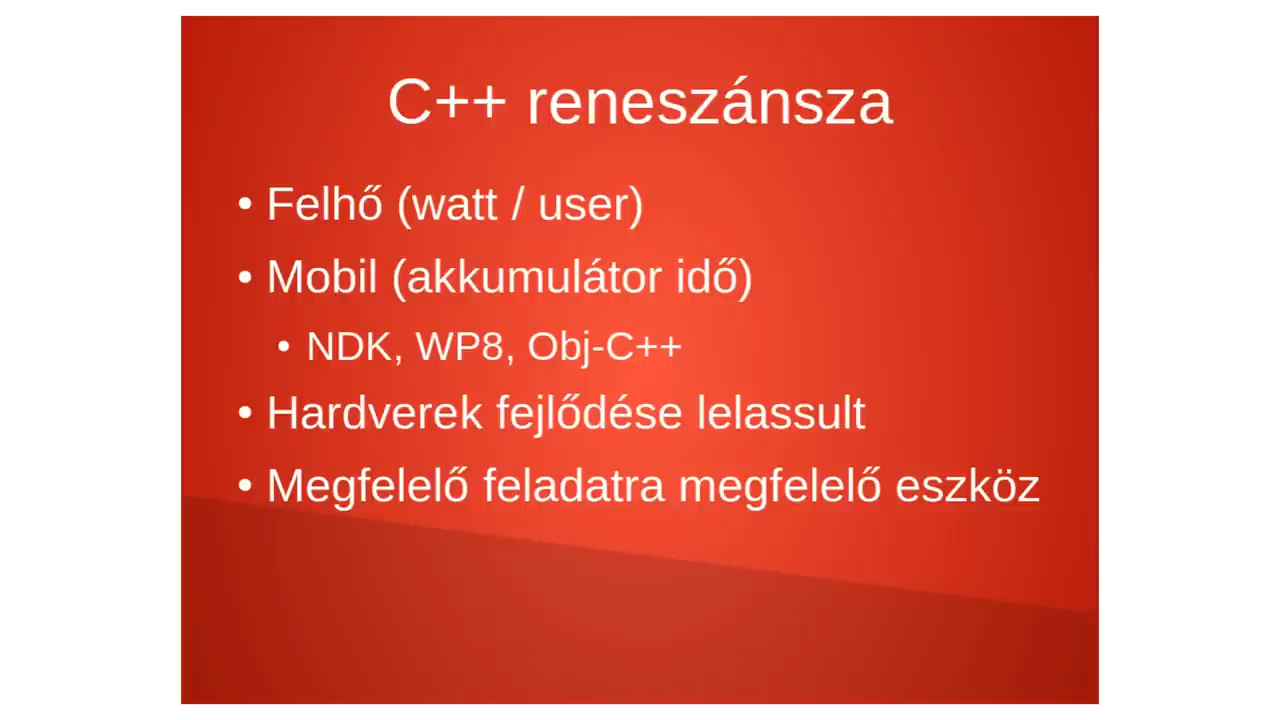 C++ reneszánsza
• Felhő (watt / user)
• Mobil (akkumulátor idő)
• NDK, WP8, Obj-C++
• Hardverek fejlődése lelassult
• Megfelelő feladatra megfelelő eszköz